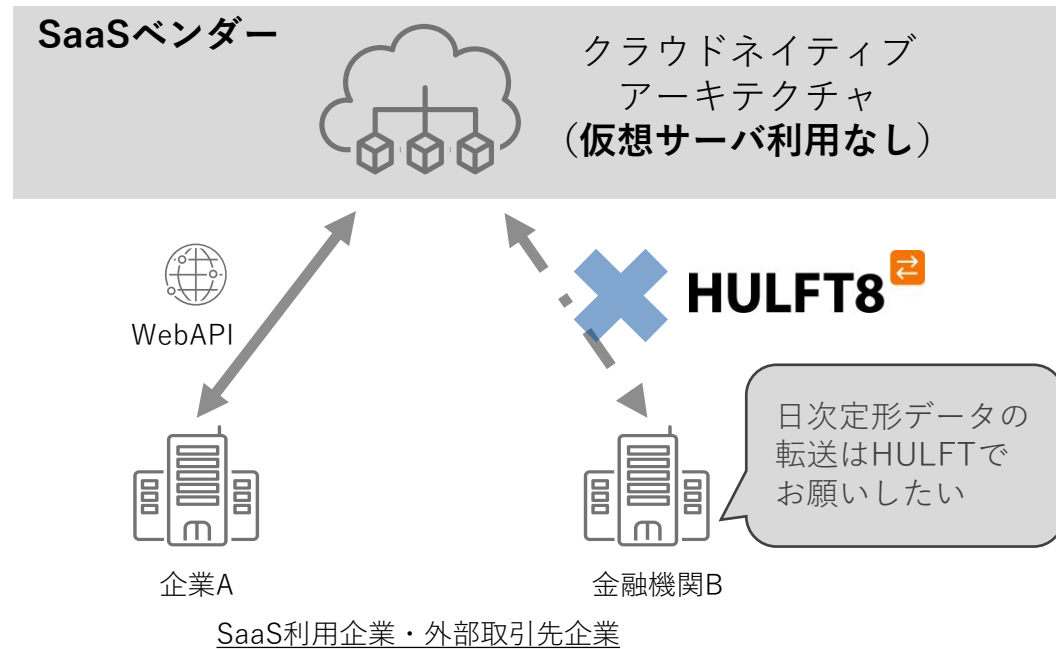 SaaSベンダー
クラウドネイティブ
アーキテクチャ
（仮想サーバ利用なし）
WebAPI
HULFT8
日次定形データの
転送はHULFTで
お願いしたい
企業A
金融機関B
SaaS利用企業・外部取引先企業